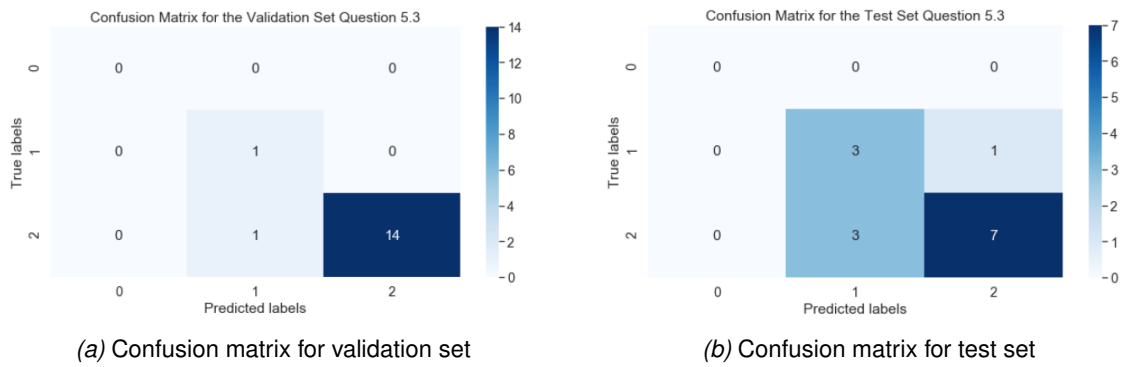 Confusion Matrix for the Validation Set Question 5.3
True labels
0
1
2
0 0 0
0 1 0
0 1 14
0 1 2
Predicted labels
14
12
10
8
6
4
2
0
(a) Confusion matrix for validation set
Confusion Matrix for the Test Set Question 5.3
True labels
0
1
2
0 0 0
0 3 1
0 3 7
0 1 2
Predicted labels
7
6
5
4
3
2
1
0
(b) Confusion matrix for test set